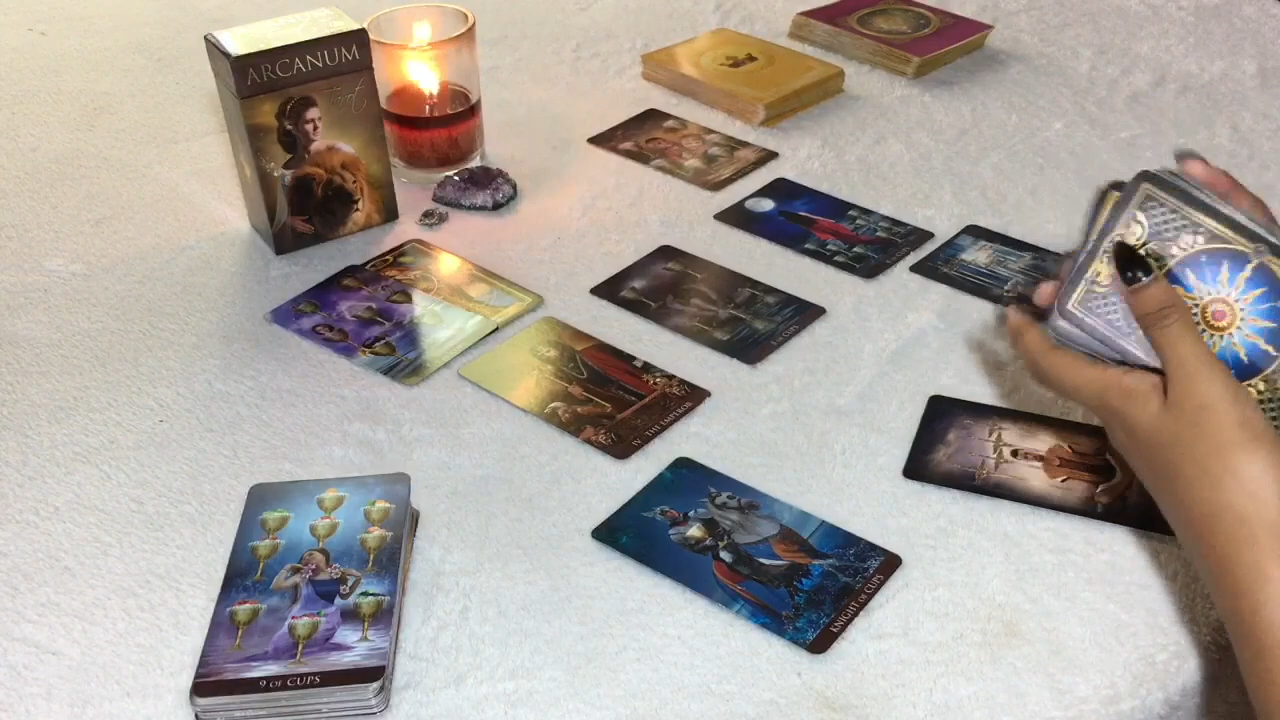 ARCANUM
Tarot
IV THE EMPEROR
KNIGHT OF CUPS
9 OF CUPS